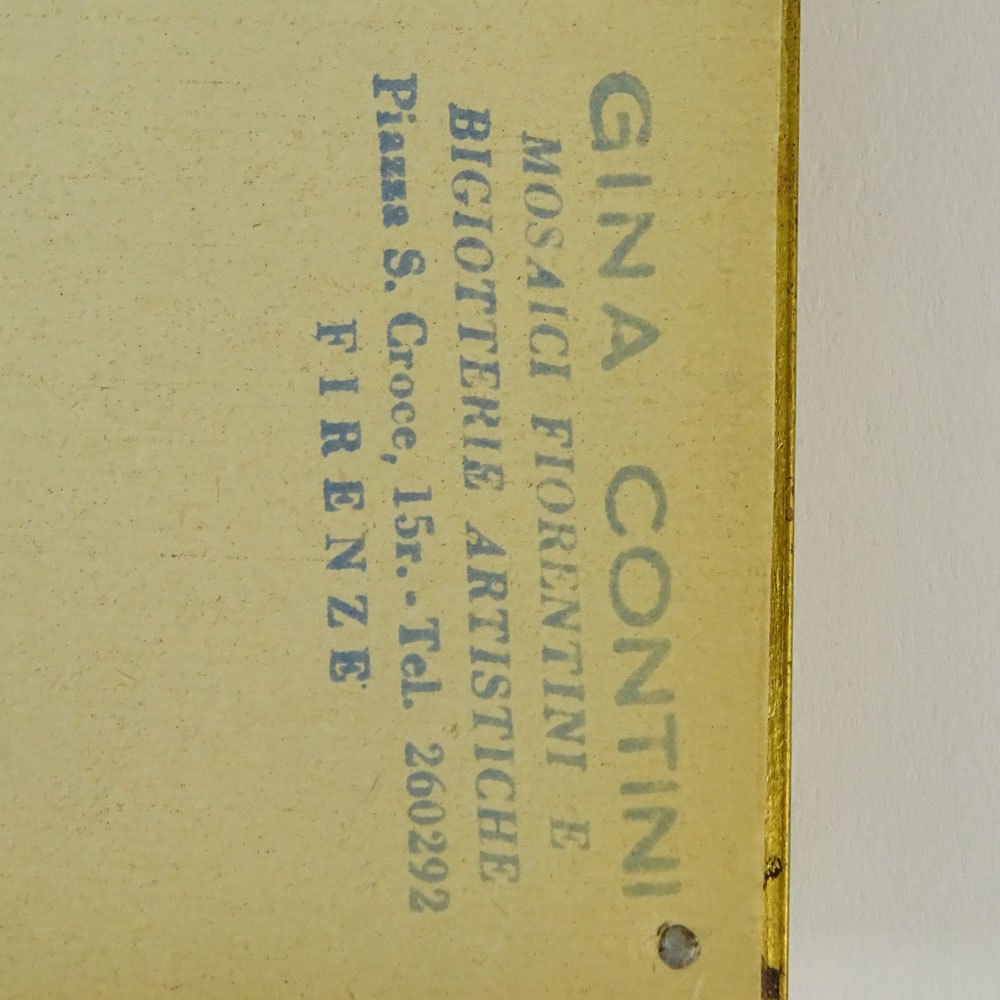 GINA CONTINI
MOSAICI FIORENTINI E
BIGIOTTERIE ARTISTICHE
Piazza S. Croce, 15r. - Tel. 260292
FIRENZE